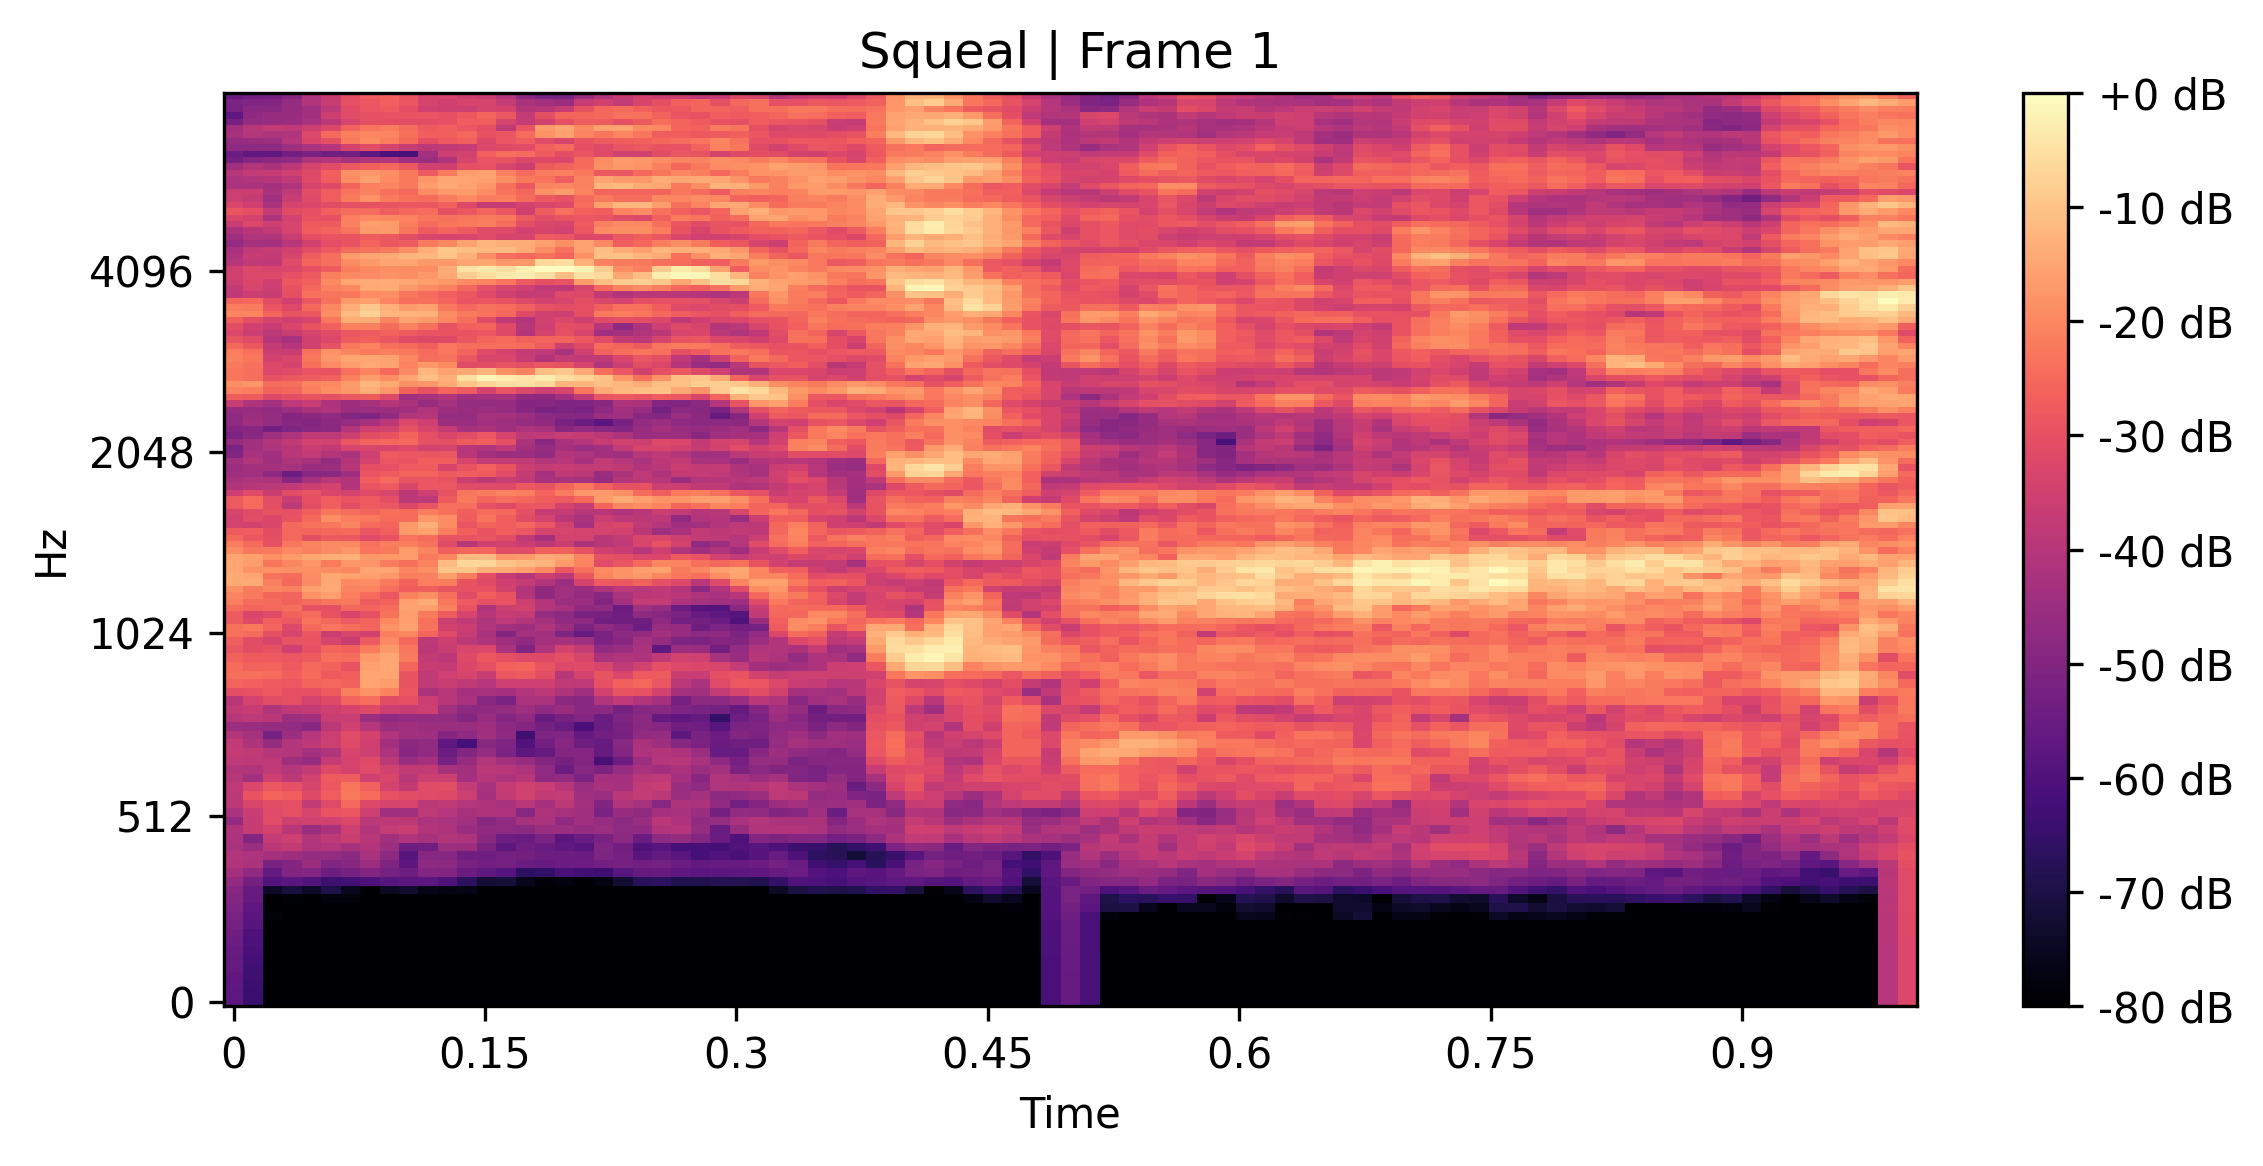 Squeal | Frame 1
+0 dB
-10 dB
-20 dB
-30 dB
-40 dB
-50 dB
-60 dB
-70 dB
-80 dB
Hz
4096
2048
1024
512
0
0 0.15 0.3 0.45 0.6 0.75 0.9
Time